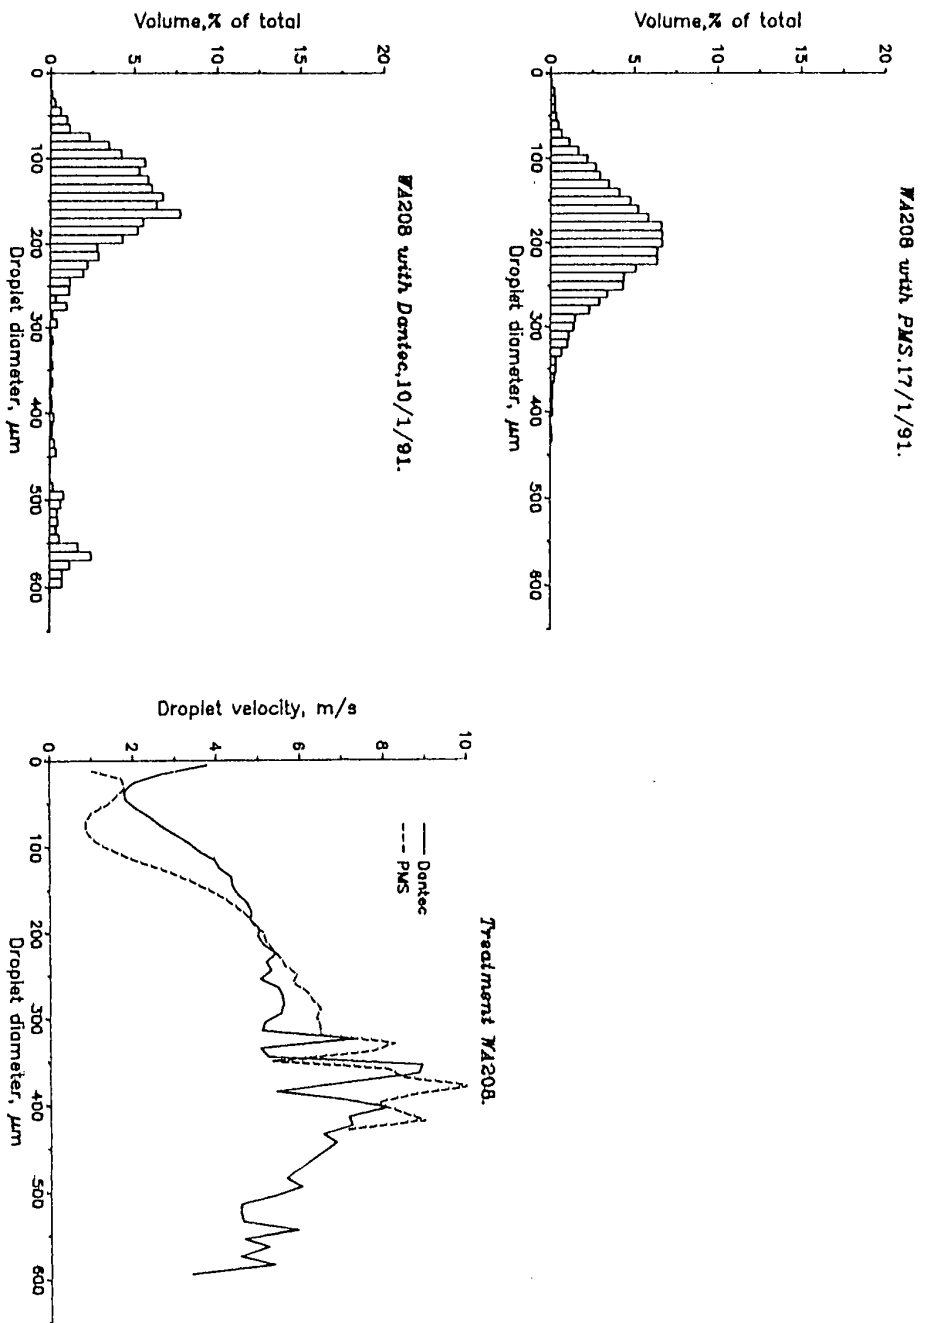 WA208 with PMS.17/1/91.
Volume,% of total
20
15
10
5
0
0 100 200 300 400 500 600
Droplet diameter, μm
WA208 with Dantec,10/1/91.
Volume,% of total
20
15
10
5
0
0 100 200 300 400 500 600
Droplet diameter, μm
Treatment WA208.
Dantec
PMS
Droplet velocity, m/s
10
8
6
4
2
0
0 100 200 300 400 500 600
Droplet diameter, μm